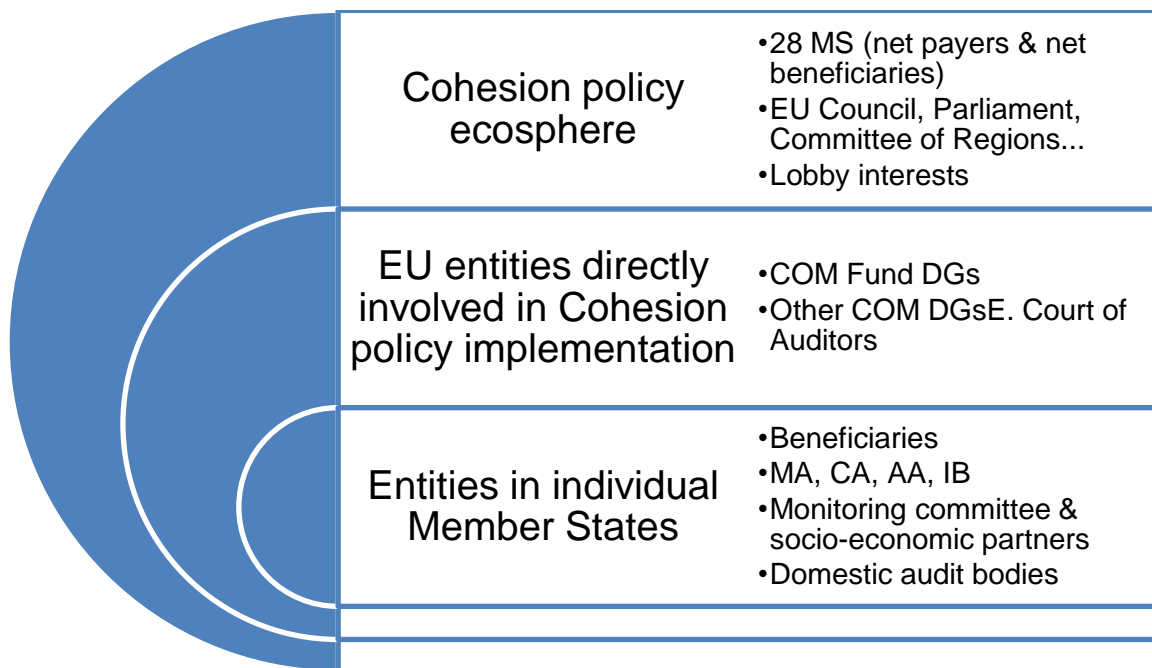 Cohesion policy
ecosphere
•28 MS (net payers & net
beneficiaries)
•EU Council, Parliament,
Committee of Regions...
•Lobby interests
EU entities directly
involved in Cohesion
policy implementation
•COM Fund DGs
•Other COM DGsE. Court of
Auditors
Entities in individual
Member States
•Beneficiaries
•MA, CA, AA, IB
•Monitoring committee &
socio-economic partners
•Domestic audit bodies